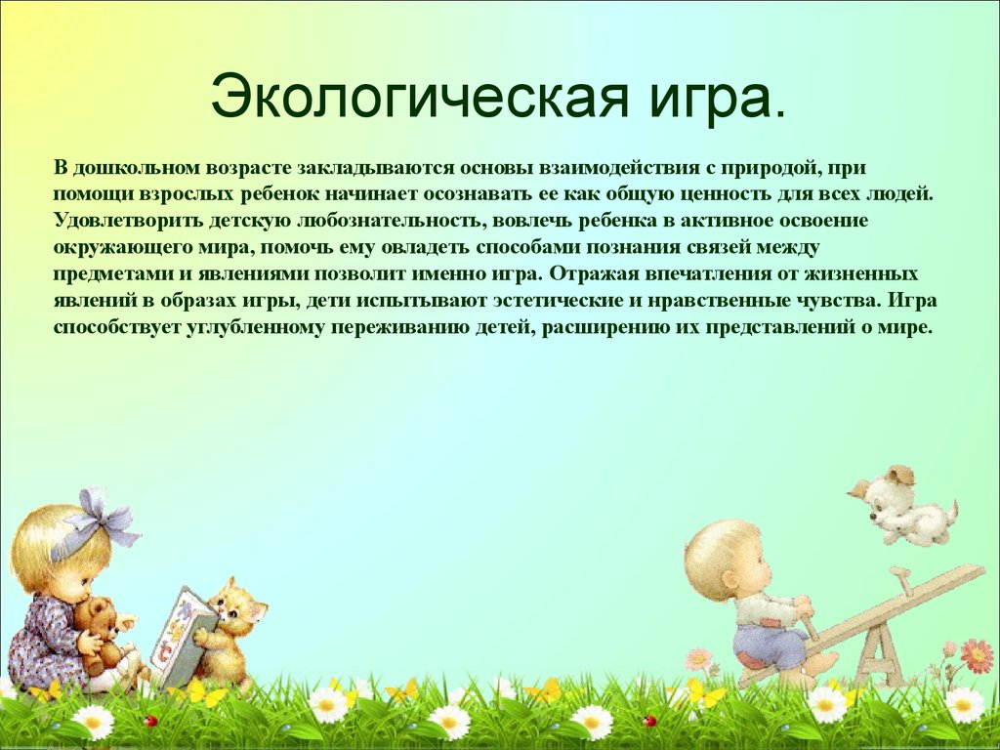 Экологическая игра.
В дошкольном возрасте закладываются основы взаимодействия с природой, при
помощи взрослых ребенок начинает осознавать ее как общую ценность для всех людей.
Удовлетворить детскую любознательность, вовлечь ребенка в активное освоение
окружающего мира, помочь ему овладеть способами познания связей между
предметами и явлениями позволит именно игра. Отражая впечатления от жизненных
явлений в образах игры, дети испытывают эстетические и нравственные чувства. Игра
способствует углубленному переживанию детей, расширению их представлений о мире.